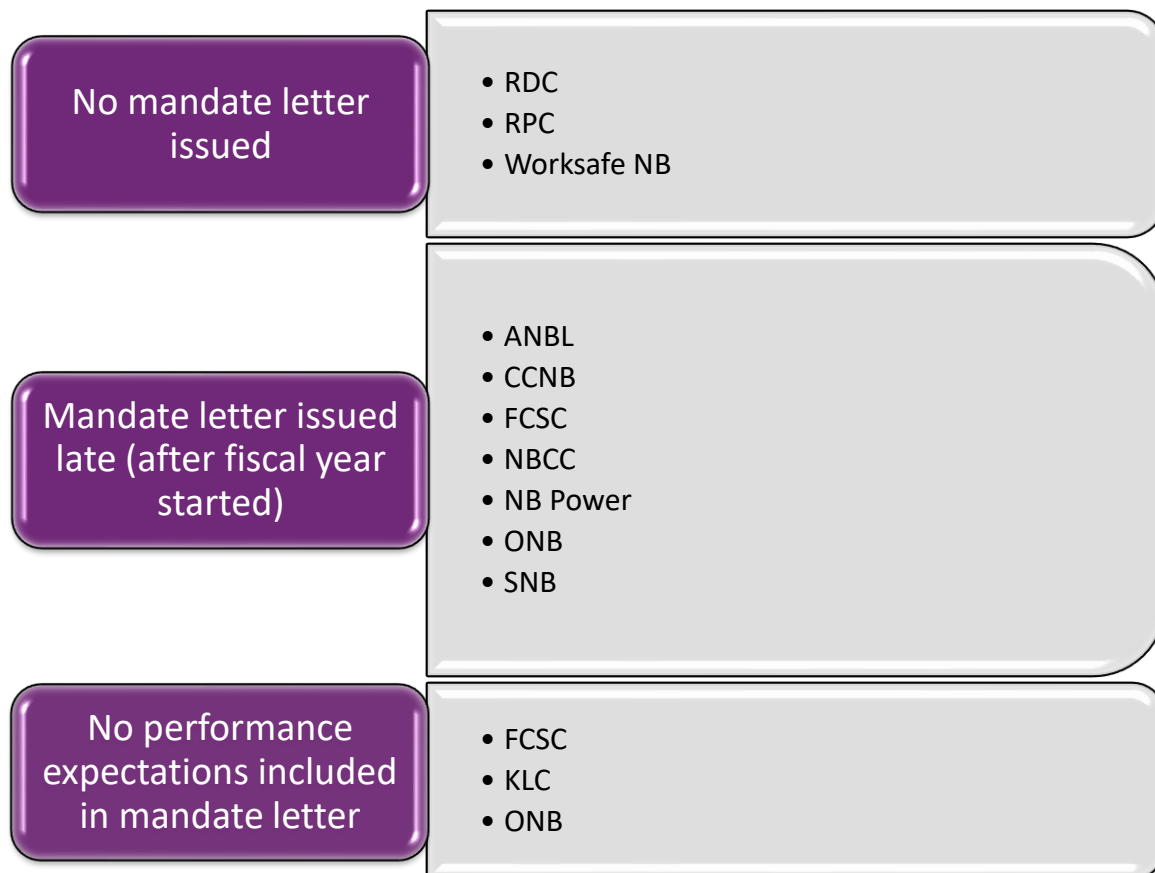 No mandate letter
issued
• RDC
• RPC
• Worksafe NB
Mandate letter issued
late (after fiscal year
started)
• ANBL
• CCNB
• FCSC
• NBCC
• NB Power
• ONB
• SNB
No performance
expectations included
in mandate letter
• FCSC
• KLC
• ONB